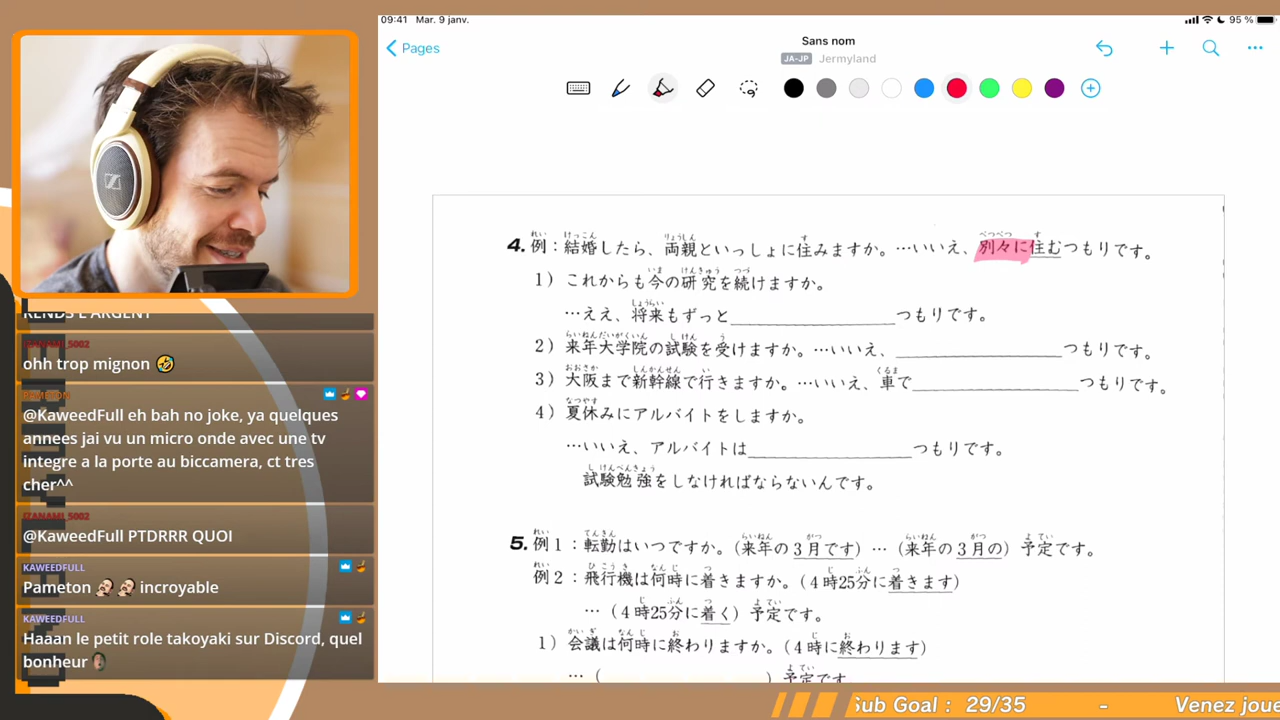 09:41 Mar. 9 janv.
95 %
Pages
Sans nom
JA-JP Jermyland
4. 例：結婚したら、両親といっしょに住みますか。…いいえ、別々に住むつもりです。
1) これからも今の研究を続けますか。
…ええ、将来もずっと＿＿＿＿＿つもりです。
2) 来年大学院の試験を受けますか。…いいえ、＿＿＿＿＿つもりです。
3) 大阪まで新幹線で行きますか。…いいえ、車で＿＿＿＿＿つもりです。
4) 夏休みにアルバイトをしますか。
…いいえ、アルバイトは＿＿＿＿＿つもりです。
試験勉強をしなければならないんです。
5. 例1：転勤はいつですか。(来年の3月です) … (来年の3月の) 予定です。
例2：飛行機は何時に着きますか。(4時25分に着きます)
… (4時25分に着く) 予定です。
1) 会議は何時に終わりますか。(4時に終わります)
… ( ) 予定です。
RENDS L'ARGENT
IZANAMI_5002
ohh trop mignon
PAMETON
@KaweedFull eh bah no joke, ya quelques
annees jai vu un micro onde avec une tv
integre a la porte au biccamera, ct tres
cher^^
IZANAMI_5002
@KaweedFull PTDRRR QUOI
KAWEEDFULL
Pameton incroyable
KAWEEDFULL
Haaan le petit role takoyaki sur Discord, quel
bonheur
Sub Goal : 29/35 - Venez joue